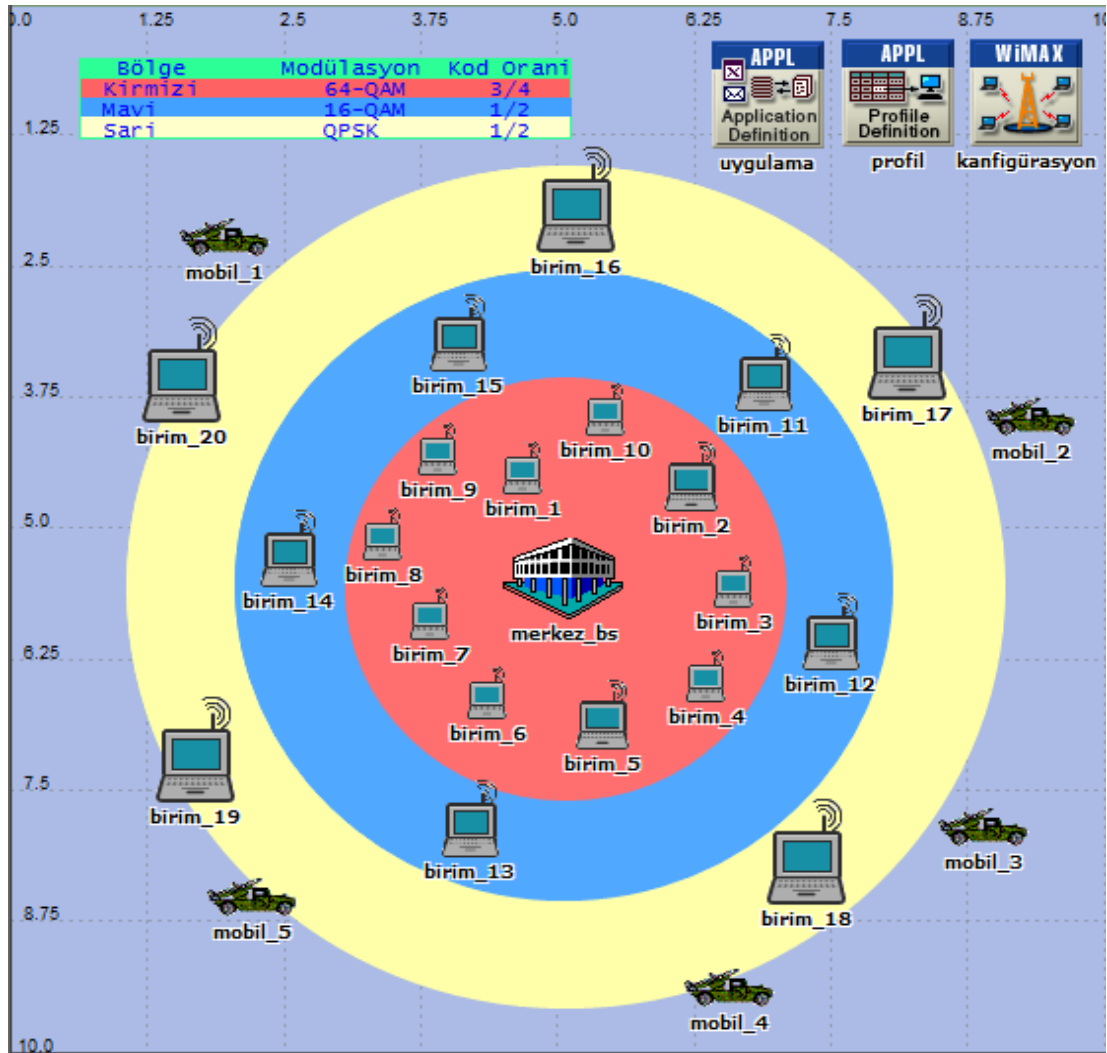 0.0 1.25 2.5 3.75 5.0 6.25 7.5 8.75 10
Bölge Modülasyon Kod Orani
Kirmizi 64-QAM 3/4
Mavi 16-QAM 1/2
Sari QPSK 1/2
APPL
Application
Definition
uygulama
APPL
Profiile
Definition
profil
WiMAX
kanfigürasyon
1.25
mobil_1
birim_16
2.5
birim_15
birim_20
birim_11
birim_17
3.75
mobil_2
birim_10
birim_9
birim_1
birim_2
5.0
birim_8
birim_14
birim_3
merkez_bs
birim_7
6.25
birim_12
birim_4
birim_6
birim_5
7.5
birim_19
birim_13
mobil_3
8.75
birim_18
mobil_5
mobil_4
10.0